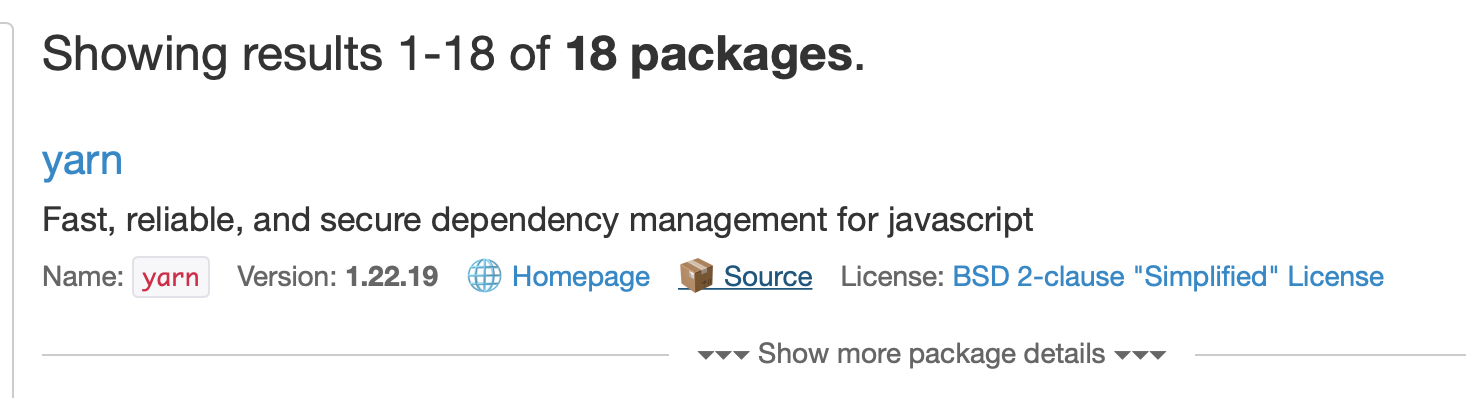 Showing results 1-18 of 18 packages.
yarn
Fast, reliable, and secure dependency management for javascript
Name: yarn Version: 1.22.19 🌐 Homepage 📦 Source License: BSD 2-clause "Simplified" License
▾▾▾ Show more package details ▾▾▾